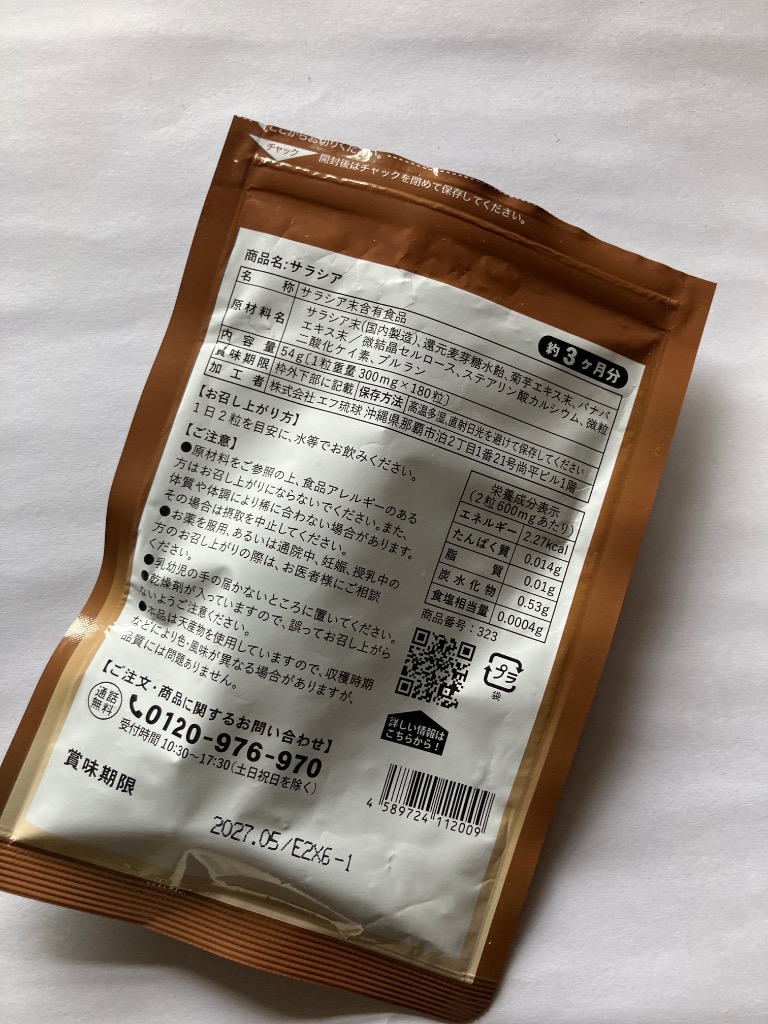 ここからお切りください。
チャック
開封後はチャックを閉めて保存してください。
商品名:サラシア
約3ヶ月分
名 称 サラシア末含有食品
原材料名 サラシア末(国内製造)、還元麦芽糖水飴、菊芋エキス末、バナバ
エキス末／微結晶セルロース、ステアリン酸カルシウム、微粒
二酸化ケイ素、プルラン
内 容 量 54g(1粒重量300mg×180粒)
賞味期限 枠外下部に記載 保存方法 高温多湿、直射日光を避けて保存してください
加 工 者 株式会社 エフ琉球 沖縄県那覇市泊2丁目1番21号尚平ビル1階
【お召し上がり方】
1日2粒を目安に、水等でお飲みください。
【ご注意】
●原材料をご参照の上、食品アレルギーのある
方はお召し上がりにならないでください。また、
体質や体調により稀に合わない場合があります。
その場合は摂取を中止してください。
●お薬を服用、あるいは通院中、妊娠、授乳中の
方のお召し上がりの際は、お医者様にご相談
ください。
●乳幼児の手の届かないところに置いてください。
●乾燥剤が入っていますので、誤ってお召し上がら
ないようご注意ください。
●本品は天産物を使用していますので、収穫時期
などにより色・風味が異なる場合がありますが、
品質には問題ありません。
栄養成分表示
(2粒600mgあたり)
エネルギー 2.27kcal
たんぱく質 0.014g
脂 質 0.01g
炭水化物 0.53g
食塩相当量 0.0004g
商品番号:323
プラ
袋
詳しい情報は
こちらから!
【ご注文・商品に関するお問い合わせ】
通話
無料
0120-976-970
受付時間 10:30〜17:30(土日祝日を除く)
4 589724 112009
賞味期限
2027.05/E2X6-1